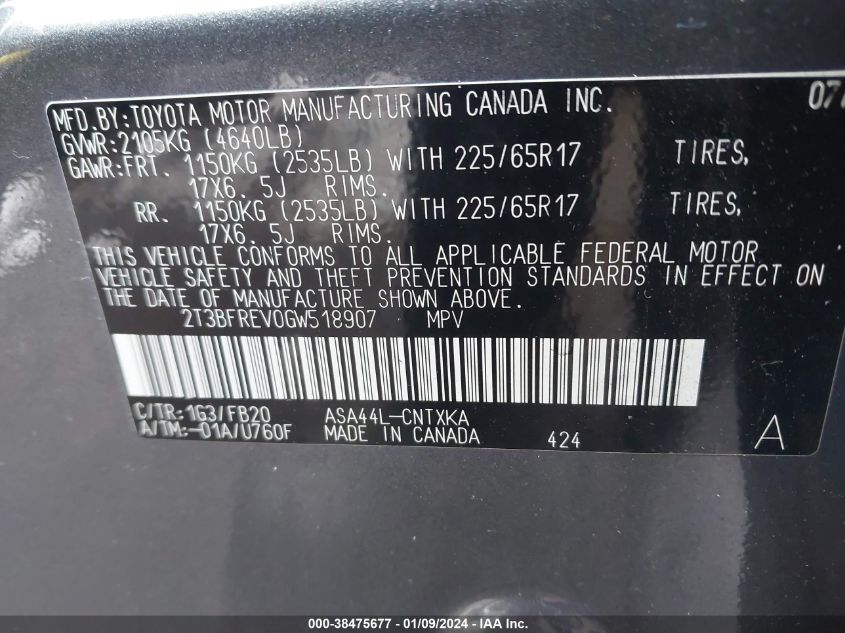 MFD.BY:TOYOTA MOTOR MANUFACTURING CANADA INC. 07/
GVWR:2105KG (4640LB)
GAWR:FRT. 1150KG (2535LB) WITH 225/65R17 TIRES,
17X6.5J RIMS.
RR. 1150KG (2535LB) WITH 225/65R17 TIRES,
17X6.5J RIMS.
THIS VEHICLE CONFORMS TO ALL APPLICABLE FEDERAL MOTOR
VEHICLE SAFETY AND THEFT PREVENTION STANDARDS IN EFFECT ON
THE DATE OF MANUFACTURE SHOWN ABOVE.
2T3BFREV0GW518907 MPV
C/TR:1G3/FB20 ASA44L-CNTXKA
A/TM:-01A/U760F MADE IN CANADA 424 A
000-38475677 - 01/09/2024 - IAA Inc.